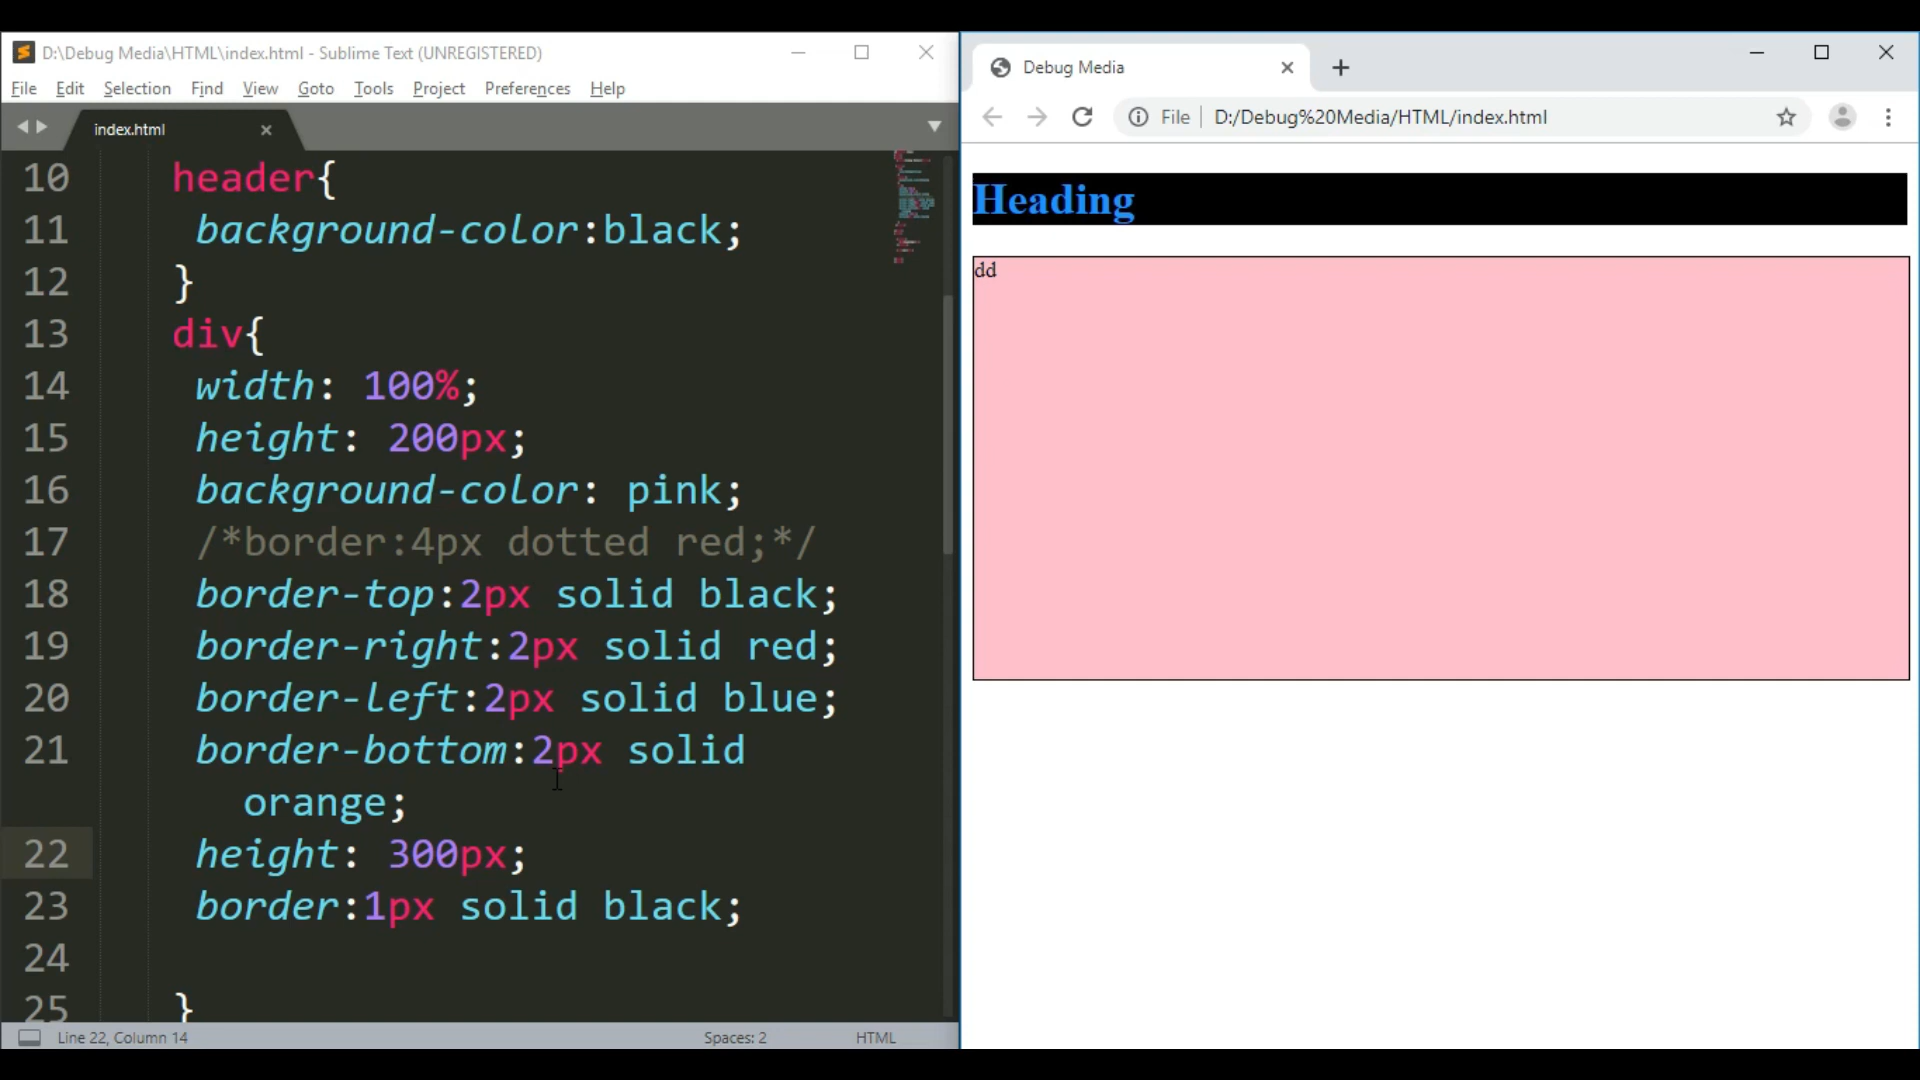 D:\Debug Media\HTML\index.html - Sublime Text (UNREGISTERED)
File Edit Selection Find View Goto Tools Project Preferences Help
index.html
10 header{
11 background-color:black;
12 }
13 div{
14 width: 100%;
15 height: 200px;
16 background-color: pink;
17 /*border:4px dotted red;*/
18 border-top:2px solid black;
19 border-right:2px solid red;
20 border-left:2px solid blue;
21 border-bottom:2px solid
orange;
22 height: 300px;
23 border:1px solid black;
24
25 }
Line 22, Column 14 Spaces: 2 HTML
Debug Media
File D:/Debug%20Media/HTML/index.html
Heading
dd